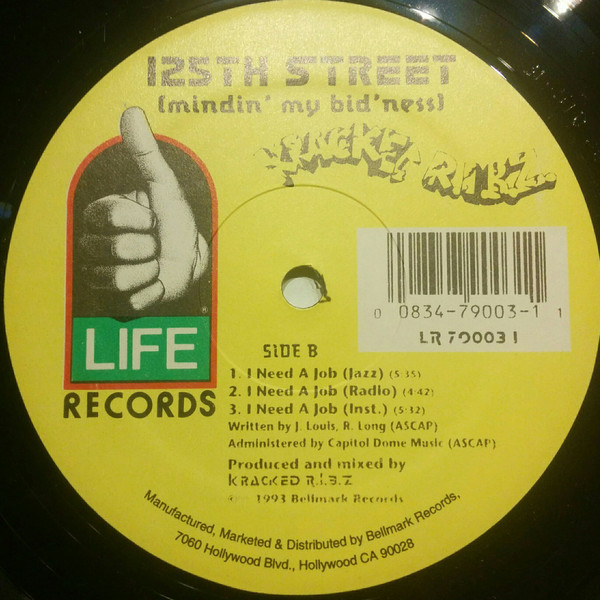 125TH STREET
(mindin' my bid'ness)
KRACKED R.I.B.Z.
LIFE
®
RECORDS
0 0834-79003-1 1
LR 79003 1
SIDE B
1. I Need A Job (Jazz) (5:35)
2. I Need A Job (Radio) (4:42)
3. I Need A Job (Inst.) (5:32)
Written by J. Louis, R. Long (ASCAP)
Administered by Capitol Dome Music (ASCAP)
Produced and mixed by
KRACKED R.I.B.Z
1993 Bellmark Records
Manufactured, Marketed & Distributed by Bellmark Records,
7060 Hollywood Blvd., Hollywood CA 90028